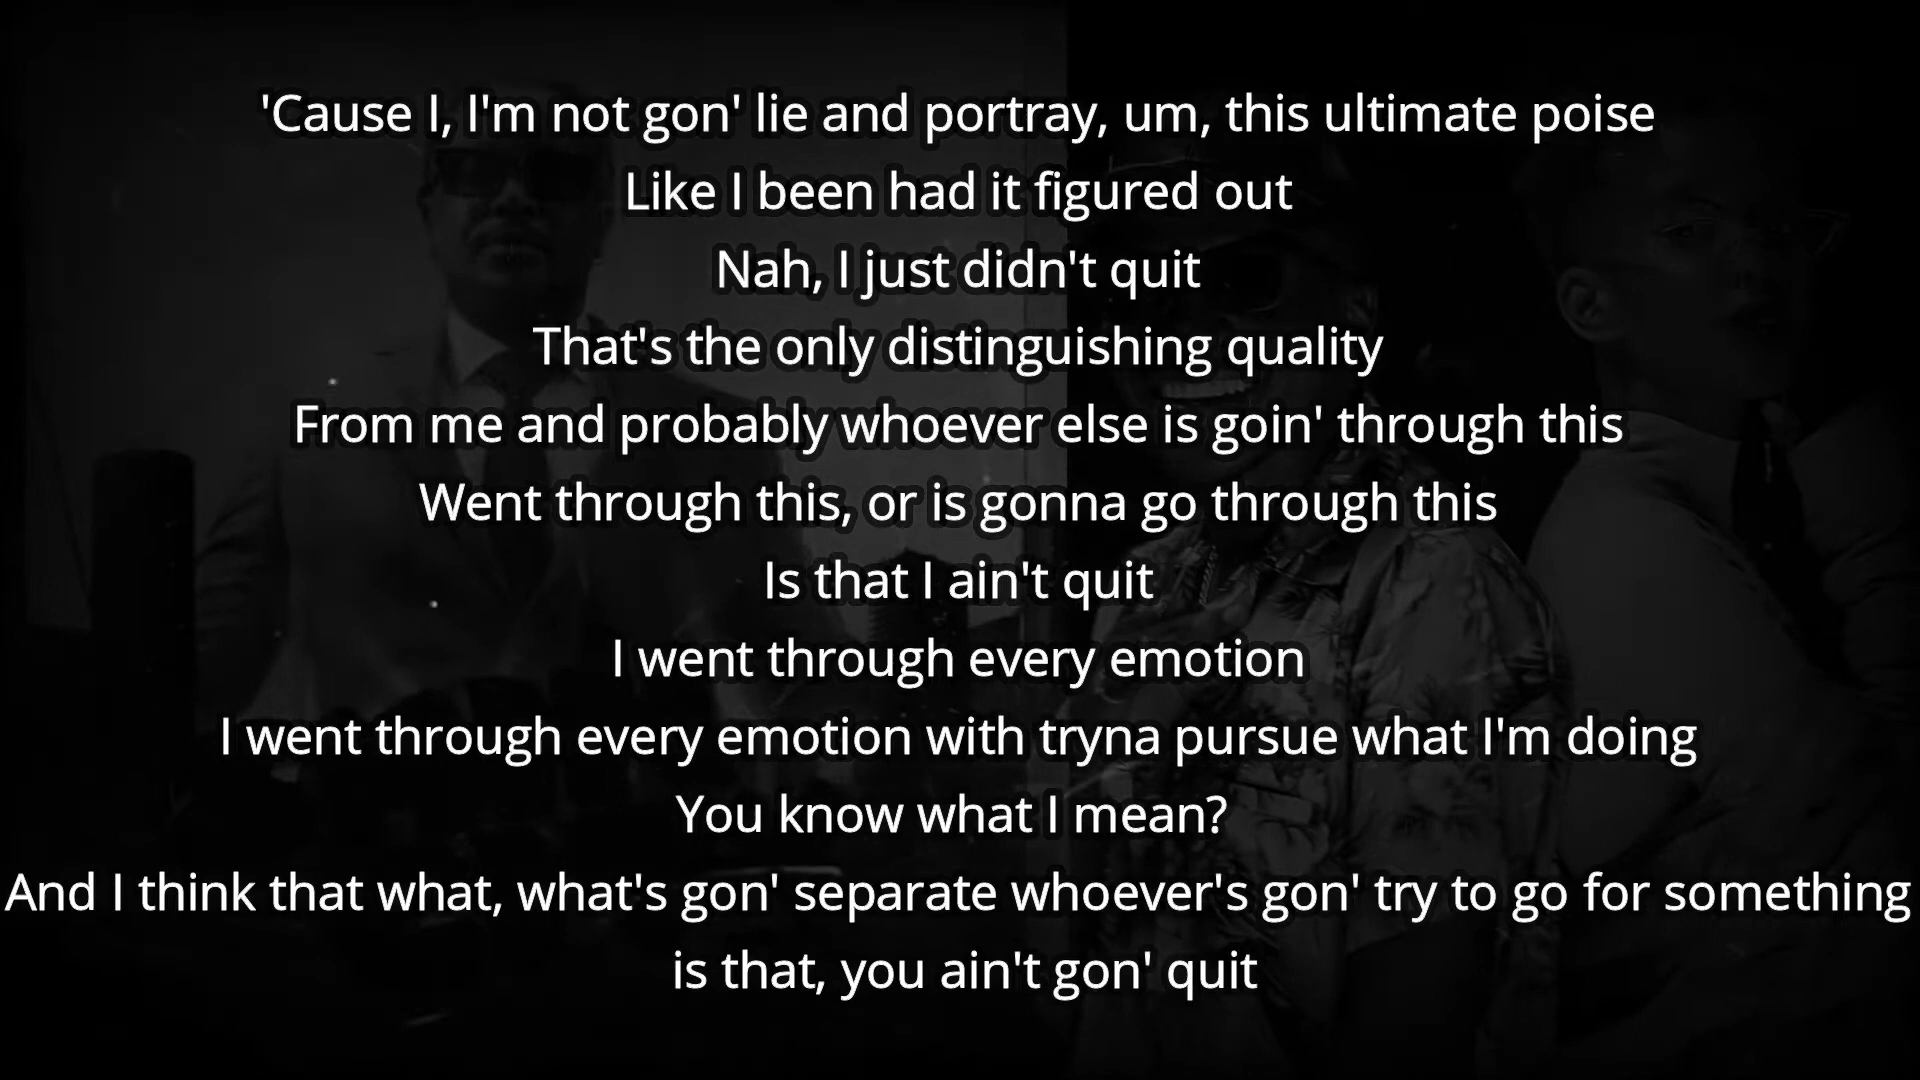 'Cause I, I'm not gon' lie and portray, um, this ultimate poise
Like I been had it figured out
Nah, I just didn't quit
That's the only distinguishing quality
From me and probably whoever else is goin' through this
Went through this, or is gonna go through this
Is that I ain't quit
I went through every emotion
I went through every emotion with tryna pursue what I'm doing
You know what I mean?
And I think that what, what's gon' separate whoever's gon' try to go for something
is that, you ain't gon' quit